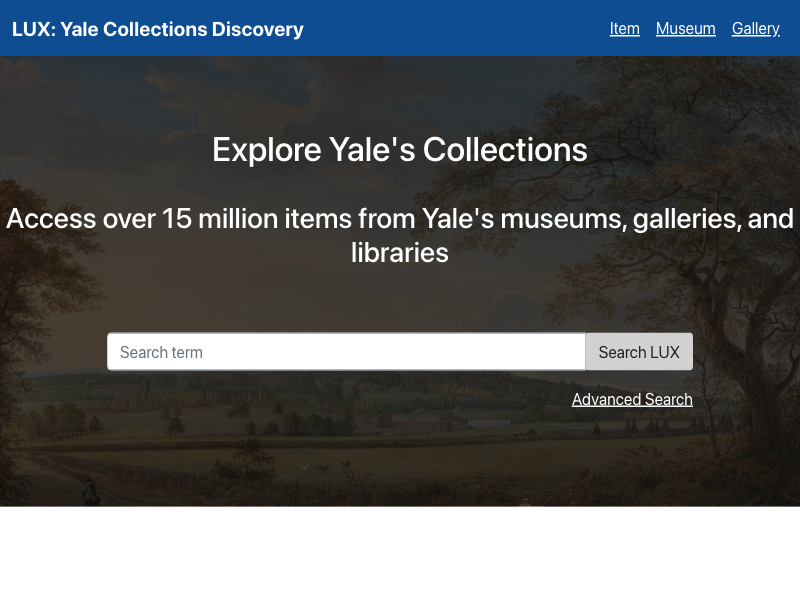 LUX: Yale Collections Discovery
Item Museum Gallery
Explore Yale's Collections
Access over 15 million items from Yale's museums, galleries, and
libraries
Search term
Search LUX
Advanced Search